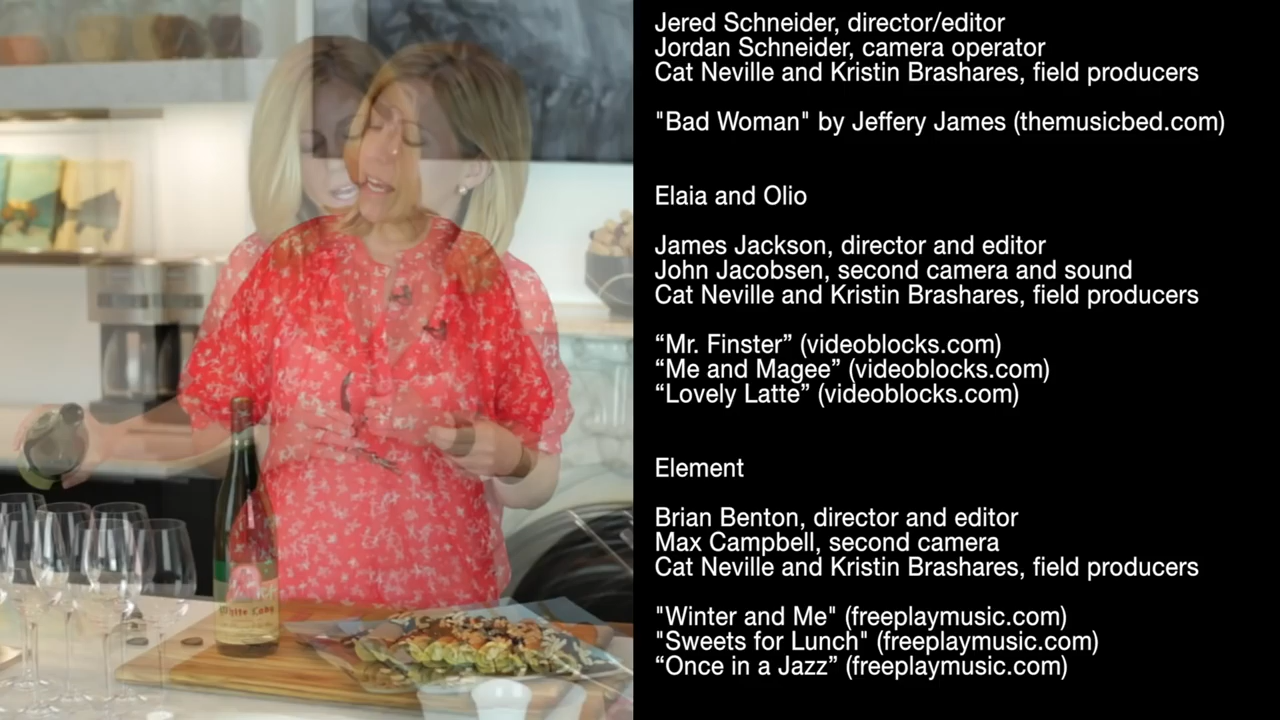 Jered Schneider, director/editor
Jordan Schneider, camera operator
Cat Neville and Kristin Brashares, field producers
"Bad Woman" by Jeffery James (themusicbed.com)
Elaia and Olio
James Jackson, director and editor
John Jacobsen, second camera and sound
Cat Neville and Kristin Brashares, field producers
“Mr. Finster” (videoblocks.com)
“Me and Magee” (videoblocks.com)
“Lovely Latte” (videoblocks.com)
Element
Brian Benton, director and editor
Max Campbell, second camera
Cat Neville and Kristin Brashares, field producers
"Winter and Me" (freeplaymusic.com)
"Sweets for Lunch" (freeplaymusic.com)
“Once in a Jazz” (freeplaymusic.com)